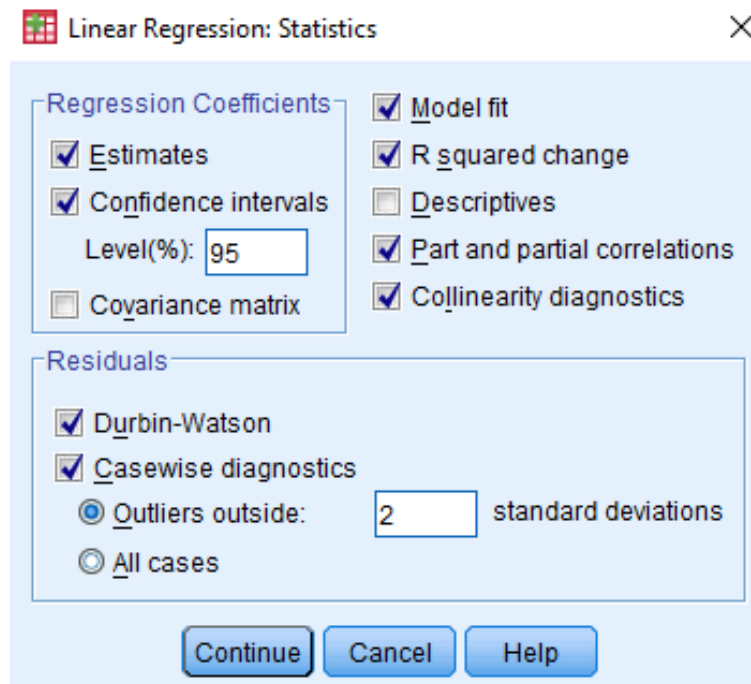 Linear Regression: Statistics
Regression Coefficients
Estimates
Confidence intervals
Level(%): 95
Covariance matrix
Model fit
R squared change
Descriptives
Part and partial correlations
Collinearity diagnostics
Residuals
Durbin-Watson
Casewise diagnostics
Outliers outside: 2 standard deviations
All cases
Continue Cancel Help